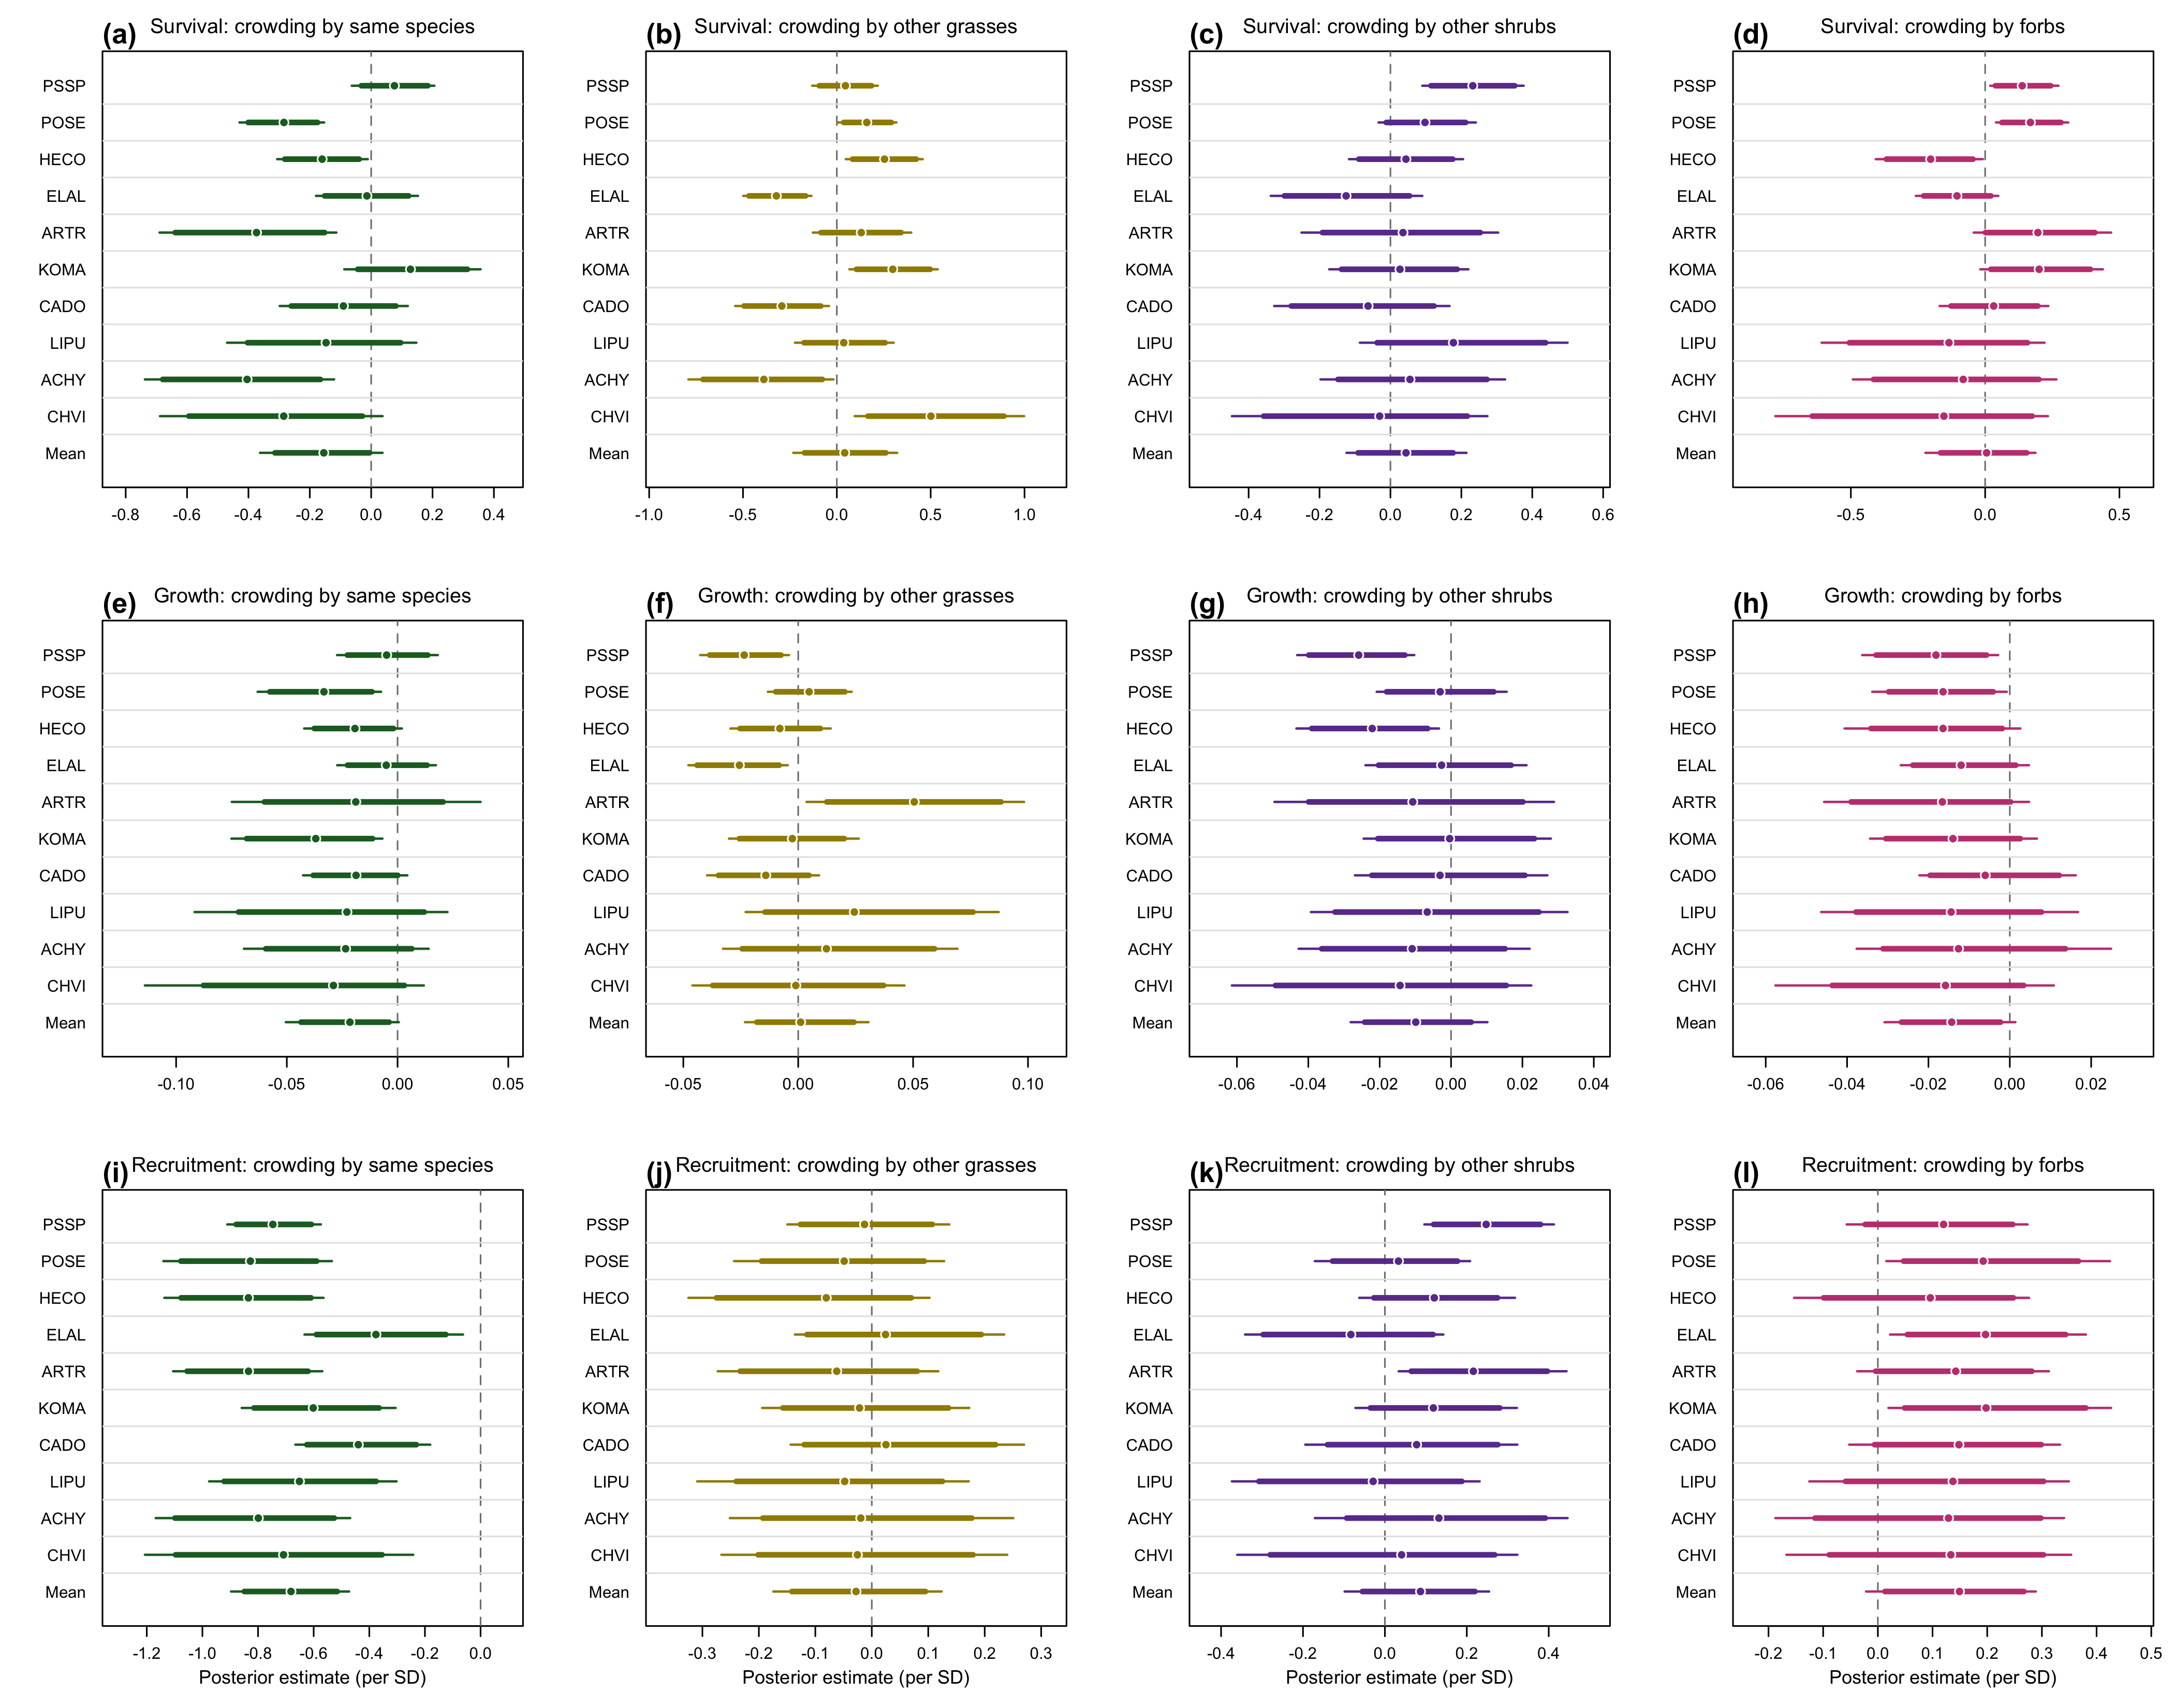 (a) Survival: crowding by same species
PSSP
POSE
HECO
ELAL
ARTR
KOMA
CADO
LIPU
ACHY
CHVI
Mean
-0.8 -0.6 -0.4 -0.2 0.0 0.2 0.4
(b) Survival: crowding by other grasses
PSSP
POSE
HECO
ELAL
ARTR
KOMA
CADO
LIPU
ACHY
CHVI
Mean
-1.0 -0.5 0.0 0.5 1.0
(c) Survival: crowding by other shrubs
PSSP
POSE
HECO
ELAL
ARTR
KOMA
CADO
LIPU
ACHY
CHVI
Mean
-0.4 -0.2 0.0 0.2 0.4 0.6
(d) Survival: crowding by forbs
PSSP
POSE
HECO
ELAL
ARTR
KOMA
CADO
LIPU
ACHY
CHVI
Mean
-0.5 0.0 0.5
(e) Growth: crowding by same species
PSSP
POSE
HECO
ELAL
ARTR
KOMA
CADO
LIPU
ACHY
CHVI
Mean
-0.10 -0.05 0.00 0.05
(f) Growth: crowding by other grasses
PSSP
POSE
HECO
ELAL
ARTR
KOMA
CADO
LIPU
ACHY
CHVI
Mean
-0.05 0.00 0.05 0.10
(g) Growth: crowding by other shrubs
PSSP
POSE
HECO
ELAL
ARTR
KOMA
CADO
LIPU
ACHY
CHVI
Mean
-0.06 -0.04 -0.02 0.00 0.02 0.04
(h) Growth: crowding by forbs
PSSP
POSE
HECO
ELAL
ARTR
KOMA
CADO
LIPU
ACHY
CHVI
Mean
-0.06 -0.04 -0.02 0.00 0.02
(i) Recruitment: crowding by same species
PSSP
POSE
HECO
ELAL
ARTR
KOMA
CADO
LIPU
ACHY
CHVI
Mean
-1.2 -1.0 -0.8 -0.6 -0.4 -0.2 0.0
Posterior estimate (per SD)
(j) Recruitment: crowding by other grasses
PSSP
POSE
HECO
ELAL
ARTR
KOMA
CADO
LIPU
ACHY
CHVI
Mean
-0.3 -0.2 -0.1 0.0 0.1 0.2 0.3
Posterior estimate (per SD)
(k) Recruitment: crowding by other shrubs
PSSP
POSE
HECO
ELAL
ARTR
KOMA
CADO
LIPU
ACHY
CHVI
Mean
-0.4 -0.2 0.0 0.2 0.4
Posterior estimate (per SD)
(l) Recruitment: crowding by forbs
PSSP
POSE
HECO
ELAL
ARTR
KOMA
CADO
LIPU
ACHY
CHVI
Mean
-0.2 -0.1 0.0 0.1 0.2 0.3 0.4 0.5
Posterior estimate (per SD)